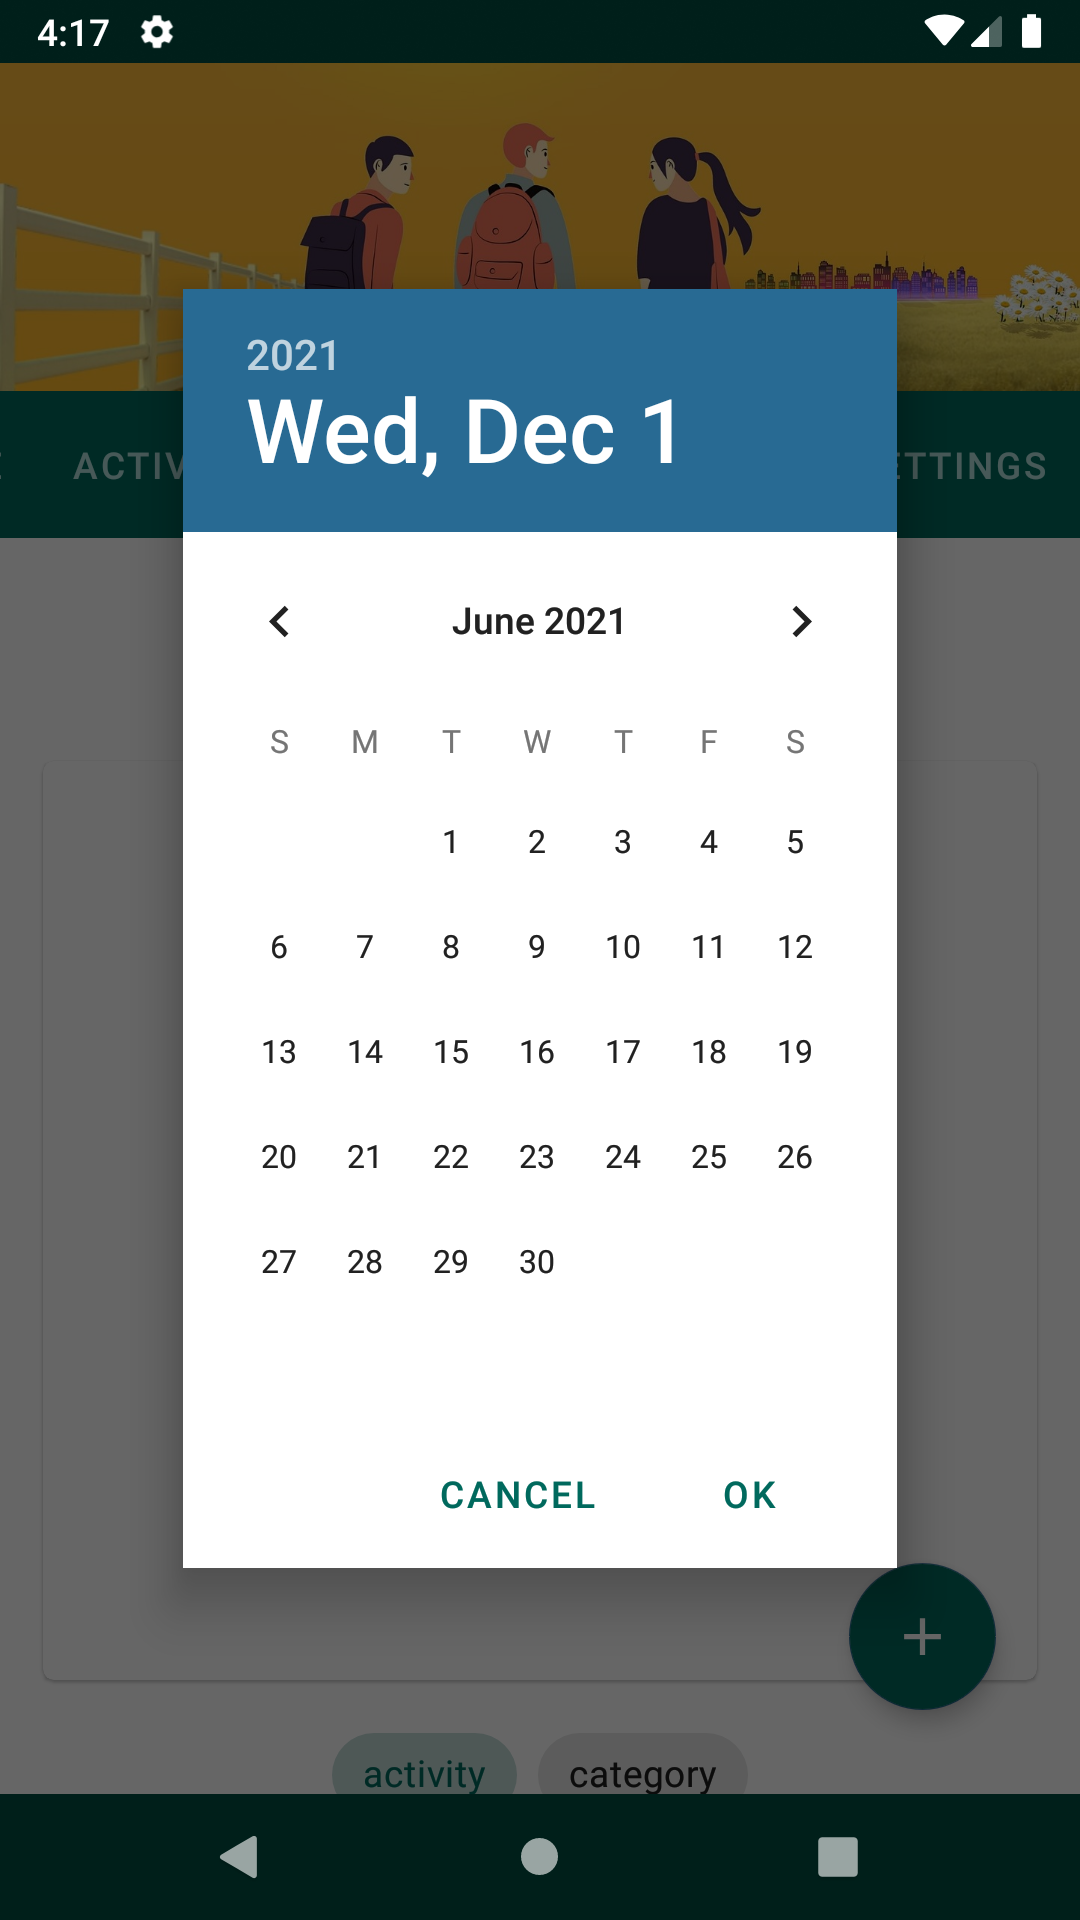 4:17
2021
Wed, Dec 1
ACTIV
ETTINGS
June 2021
S M T W T F S
1 2 3 4 5
6 7 8 9 10 11 12
13 14 15 16 17 18 19
20 21 22 23 24 25 26
27 28 29 30
CANCEL OK
activity category